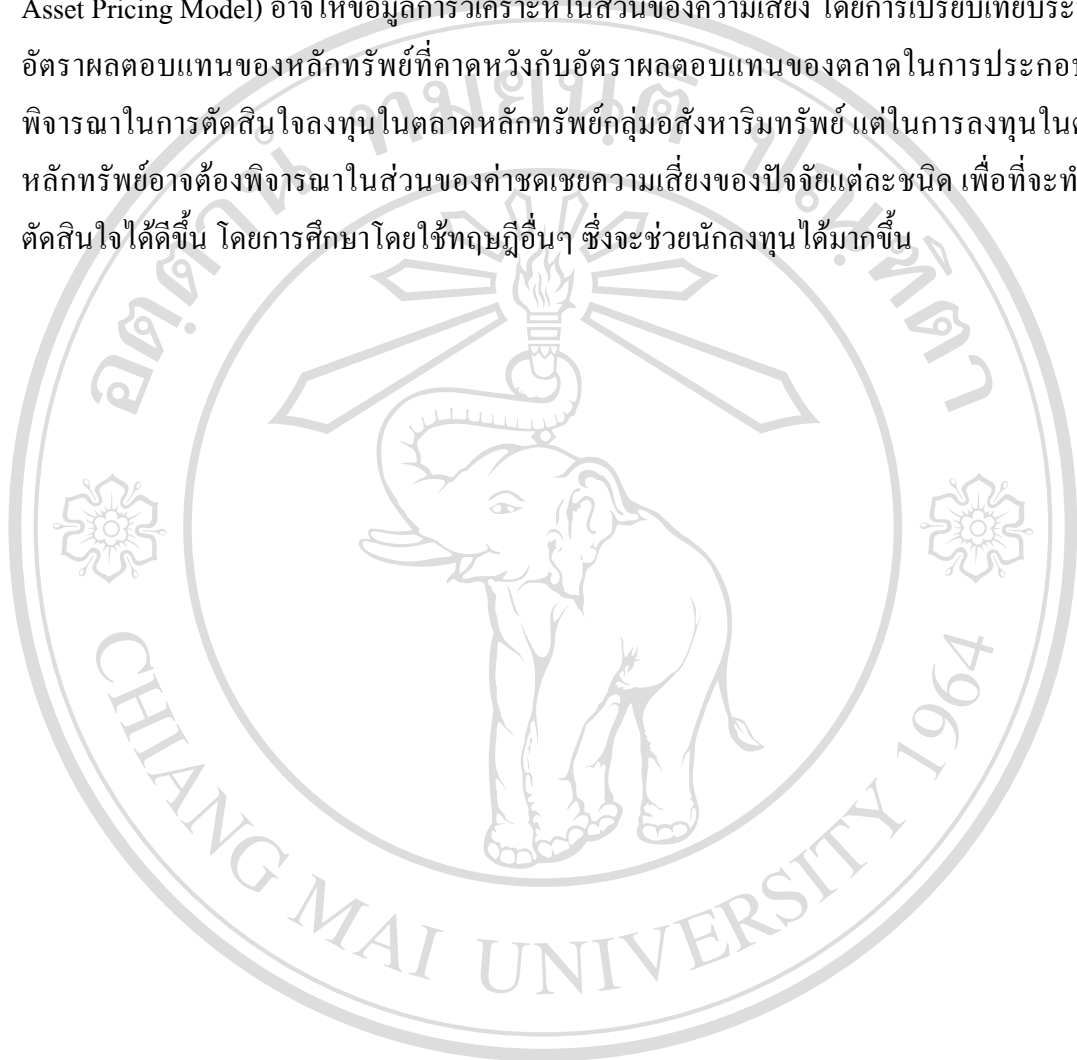 Asset Pricing Model) อาจให้ข้อมูลการวิเคราะห์ในส่วนของความเสี่ยง โดยการเปรียบเทียบระ
อัตราผลตอบแทนของหลักทรัพย์ที่คาดหวังกับอัตราผลตอบแทนของตลาดในการประกอบ
พิจารณาในการตัดสินใจลงทุนในตลาดหลักทรัพย์กลุ่มอสังหาริมทรัพย์ แต่ในการลงทุนใน
หลักทรัพย์อาจต้องพิจารณาในส่วนของค่าชดเชยความเสี่ยงของปัจจัยแต่ละชนิด เพื่อที่จะทำ
ตัดสินใจได้ดีขึ้น โดยการศึกษาโดยใช้ทฤษฎีอื่นๆ ซึ่งจะช่วยนักลงทุนได้มากขึ้น
อตฺตานํ ทมยนฺติ ปณฺฑิตา
CHIANG MAI UNIVERSITY 1964